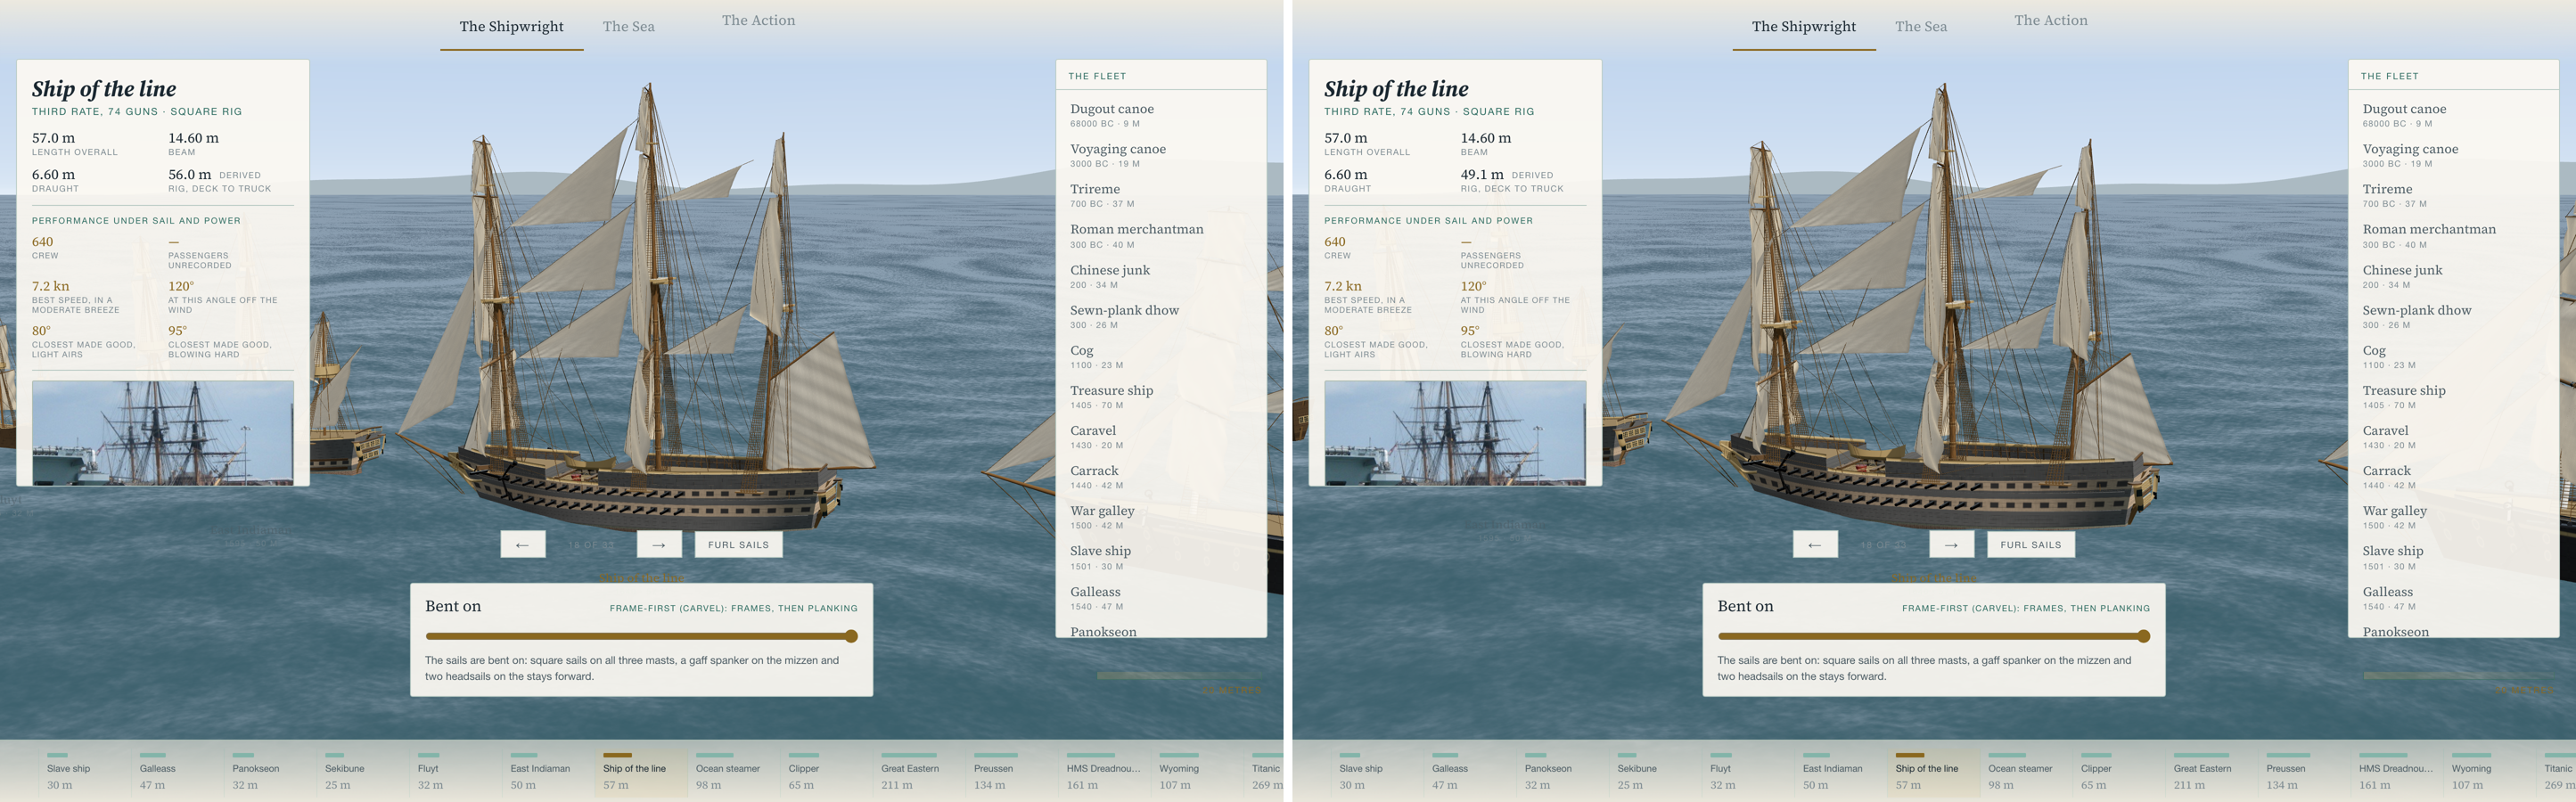 The Shipwright
The Sea
The Action
Ship of the line
THIRD RATE, 74 GUNS · SQUARE RIG
57.0 m
LENGTH OVERALL
14.60 m
BEAM
6.60 m
DRAUGHT
56.0 m DERIVED
RIG, DECK TO TRUCK
PERFORMANCE UNDER SAIL AND POWER
640
CREW
—
PASSENGERS
UNRECORDED
7.2 kn
BEST SPEED, IN A
MODERATE BREEZE
120°
AT THIS ANGLE OFF THE
WIND
80°
CLOSEST MADE GOOD,
LIGHT AIRS
95°
CLOSEST MADE GOOD,
BLOWING HARD
THE FLEET
Dugout canoe
68000 BC · 9 M
Voyaging canoe
3000 BC · 19 M
Trireme
700 BC · 37 M
Roman merchantman
300 BC · 40 M
Chinese junk
200 · 34 M
Sewn-plank dhow
300 · 26 M
Cog
1100 · 23 M
Treasure ship
1405 · 70 M
Caravel
1430 · 20 M
Carrack
1440 · 42 M
War galley
1500 · 42 M
Slave ship
1501 · 30 M
Galleass
1540 · 47 M
Panokseon
←
18 OF 33
→
FURL SAILS
Ship of the line
Bent on
FRAME-FIRST (CARVEL): FRAMES, THEN PLANKING
The sails are bent on: square sails on all three masts, a gaff spanker on the mizzen and
two headsails on the stays forward.
Slave ship
30 m
Galleass
47 m
Panokseon
32 m
Sekibune
25 m
Fluyt
32 m
East Indiaman
50 m
Ship of the line
57 m
Ocean steamer
98 m
Clipper
65 m
Great Eastern
211 m
Preussen
134 m
HMS Dreadnou...
161 m
Wyoming
107 m
Titanic
269 m
The Shipwright
The Sea
The Action
Ship of the line
THIRD RATE, 74 GUNS · SQUARE RIG
57.0 m
LENGTH OVERALL
14.60 m
BEAM
6.60 m
DRAUGHT
49.1 m DERIVED
RIG, DECK TO TRUCK
PERFORMANCE UNDER SAIL AND POWER
640
CREW
—
PASSENGERS
UNRECORDED
7.2 kn
BEST SPEED, IN A
MODERATE BREEZE
120°
AT THIS ANGLE OFF THE
WIND
80°
CLOSEST MADE GOOD,
LIGHT AIRS
95°
CLOSEST MADE GOOD,
BLOWING HARD
THE FLEET
Dugout canoe
68000 BC · 9 M
Voyaging canoe
3000 BC · 19 M
Trireme
700 BC · 37 M
Roman merchantman
300 BC · 40 M
Chinese junk
200 · 34 M
Sewn-plank dhow
300 · 26 M
Cog
1100 · 23 M
Treasure ship
1405 · 70 M
Caravel
1430 · 20 M
Carrack
1440 · 42 M
War galley
1500 · 42 M
Slave ship
1501 · 30 M
Galleass
1540 · 47 M
Panokseon
←
18 OF 33
→
FURL SAILS
Ship of the line
Bent on
FRAME-FIRST (CARVEL): FRAMES, THEN PLANKING
The sails are bent on: square sails on all three masts, a gaff spanker on the mizzen and
two headsails on the stays forward.
Slave ship
30 m
Galleass
47 m
Panokseon
32 m
Sekibune
25 m
Fluyt
32 m
East Indiaman
50 m
Ship of the line
57 m
Ocean steamer
98 m
Clipper
65 m
Great Eastern
211 m
Preussen
134 m
HMS Dreadnou...
161 m
Wyoming
107 m
Titanic
269 m